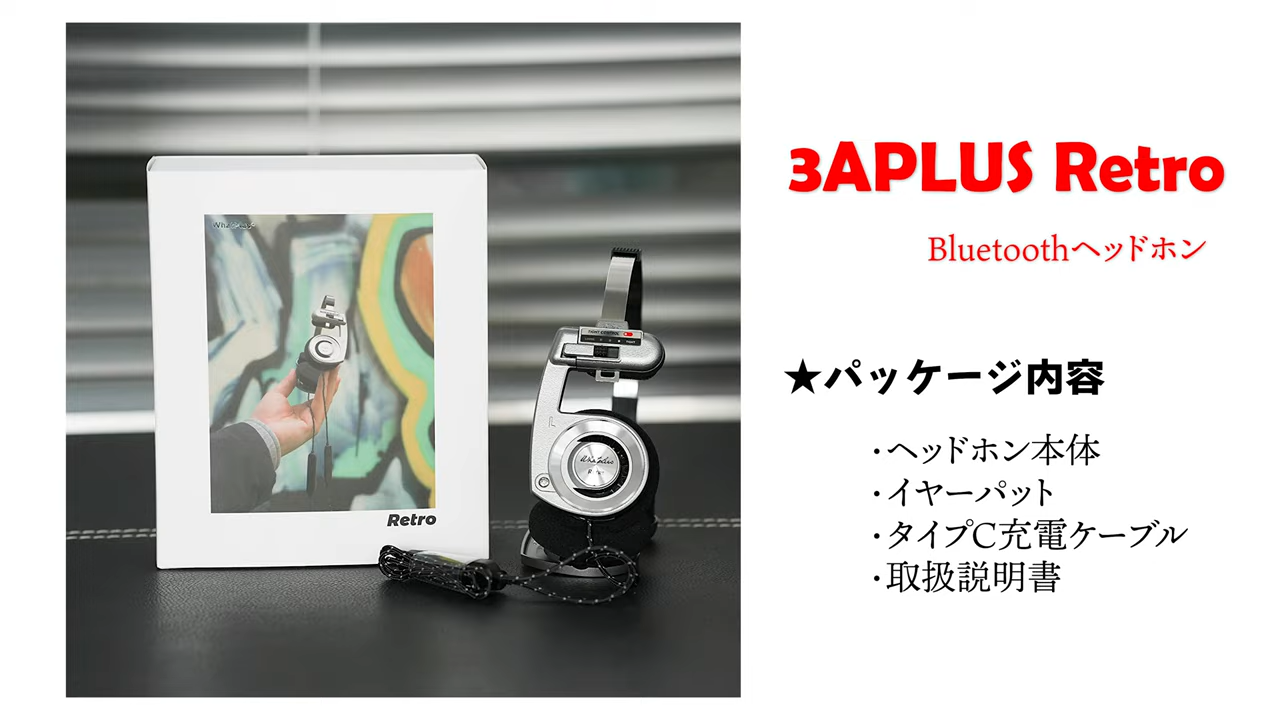 3APLUS Retro
Bluetoothヘッドホン
★パッケージ内容
・ヘッドホン本体
・イヤーパット
・タイプC充電ケーブル
・取扱説明書
Retro
TIGHT CONTROL
L